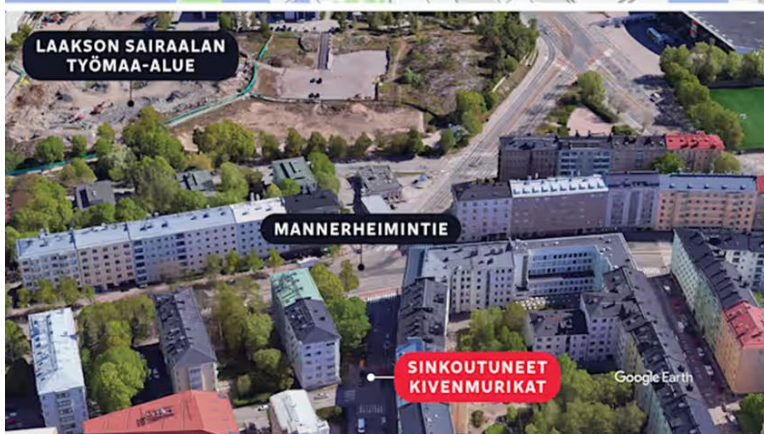 LAAKSON SAIRAALAN
TYÖMAA-ALUE
MANNERHEIMINTIE
SINKOUTUNEET
KIVENMURIKAT
Google Earth